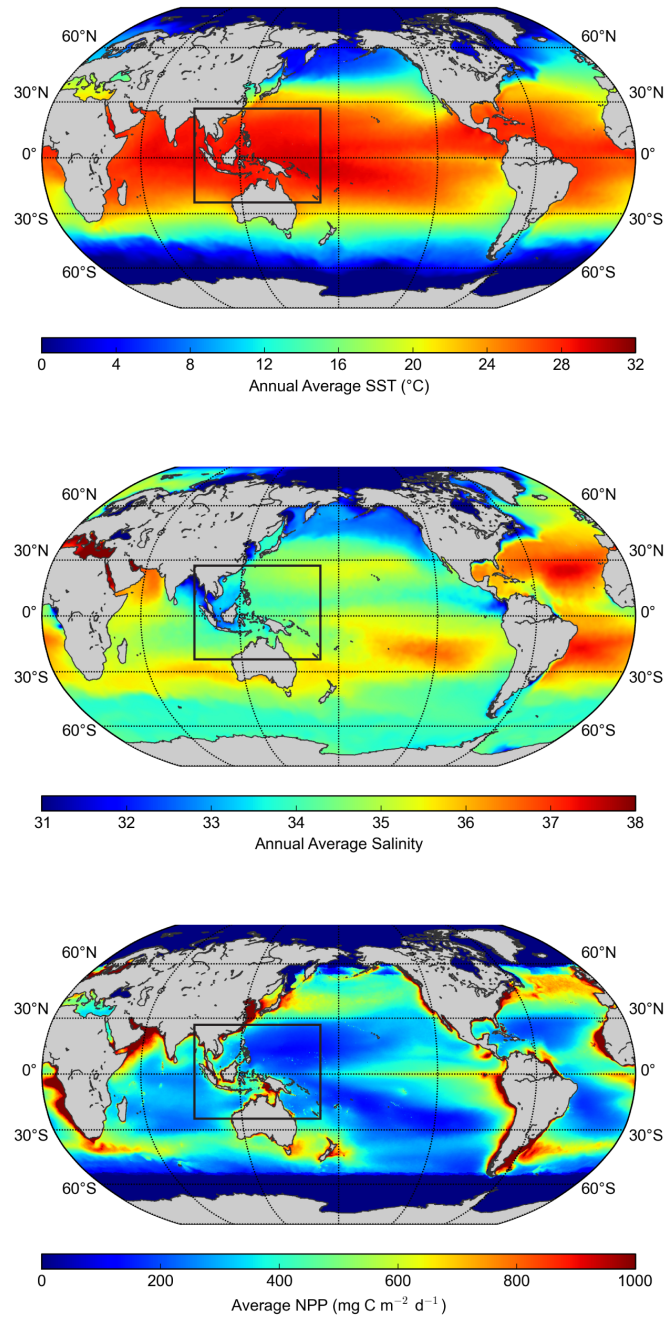 60°N 60°N
30°N 30°N
0° 0°
30°S 30°S
60°S 60°S
0 4 8 12 16 20 24 28 32
Annual Average SST (°C)
60°N 60°N
30°N 30°N
0° 0°
30°S 30°S
60°S 60°S
31 32 33 34 35 36 37 38
Annual Average Salinity
60°N 60°N
30°N 30°N
0° 0°
30°S 30°S
60°S 60°S
0 200 400 600 800 1000
Average NPP (mg C m⁻² d⁻¹)